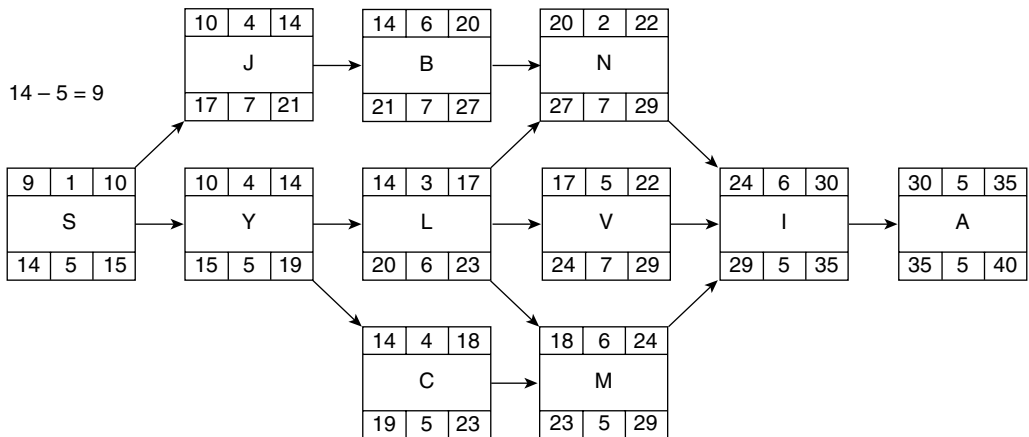 10 4 14
J
17 7 21
14 6 20
B
21 7 27
20 2 22
N
27 7 29
14 – 5 = 9
9 1 10
S
14 5 15
10 4 14
Y
15 5 19
14 3 17
L
20 6 23
17 5 22
V
24 7 29
24 6 30
I
29 5 35
30 5 35
A
35 5 40
14 4 18
C
19 5 23
18 6 24
M
23 5 29